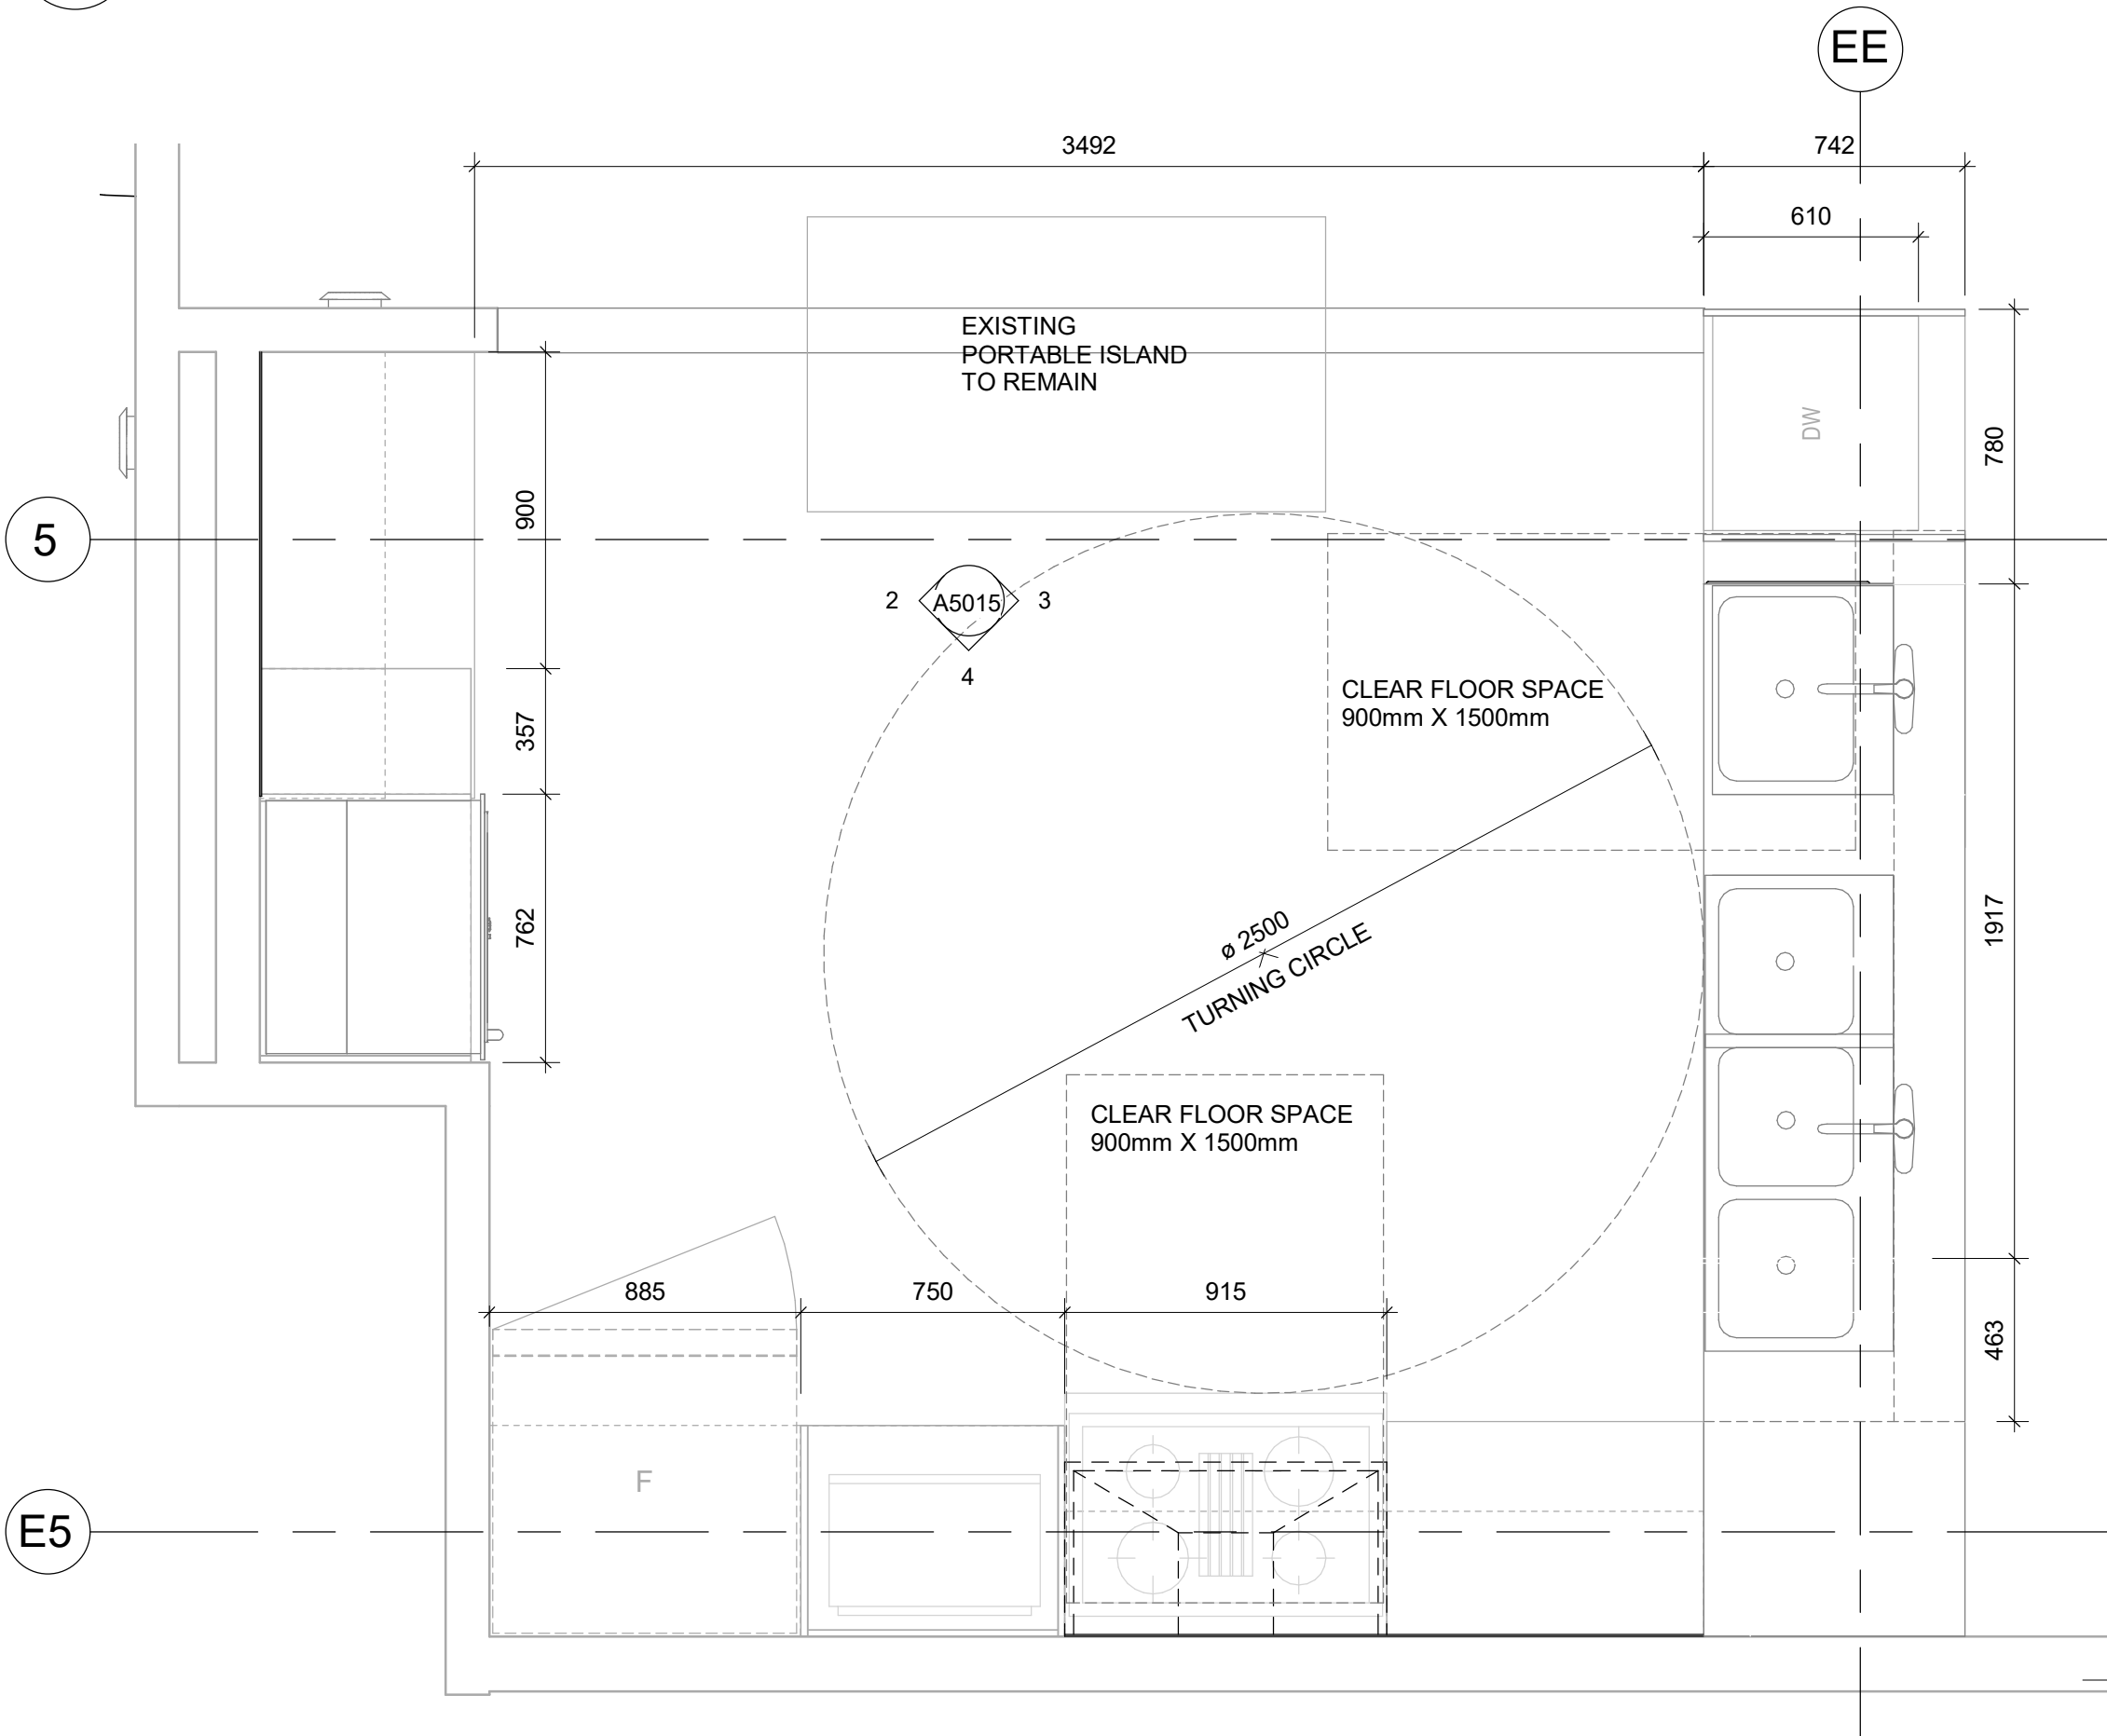 EE
3492
742
610
EXISTING
PORTABLE ISLAND
TO REMAIN
DW
780
900
5
2
A5015
3
4
CLEAR FLOOR SPACE
900mm X 1500mm
357
762
ø 2500
TURNING CIRCLE
1917
CLEAR FLOOR SPACE
900mm X 1500mm
885
750
915
463
F
E5